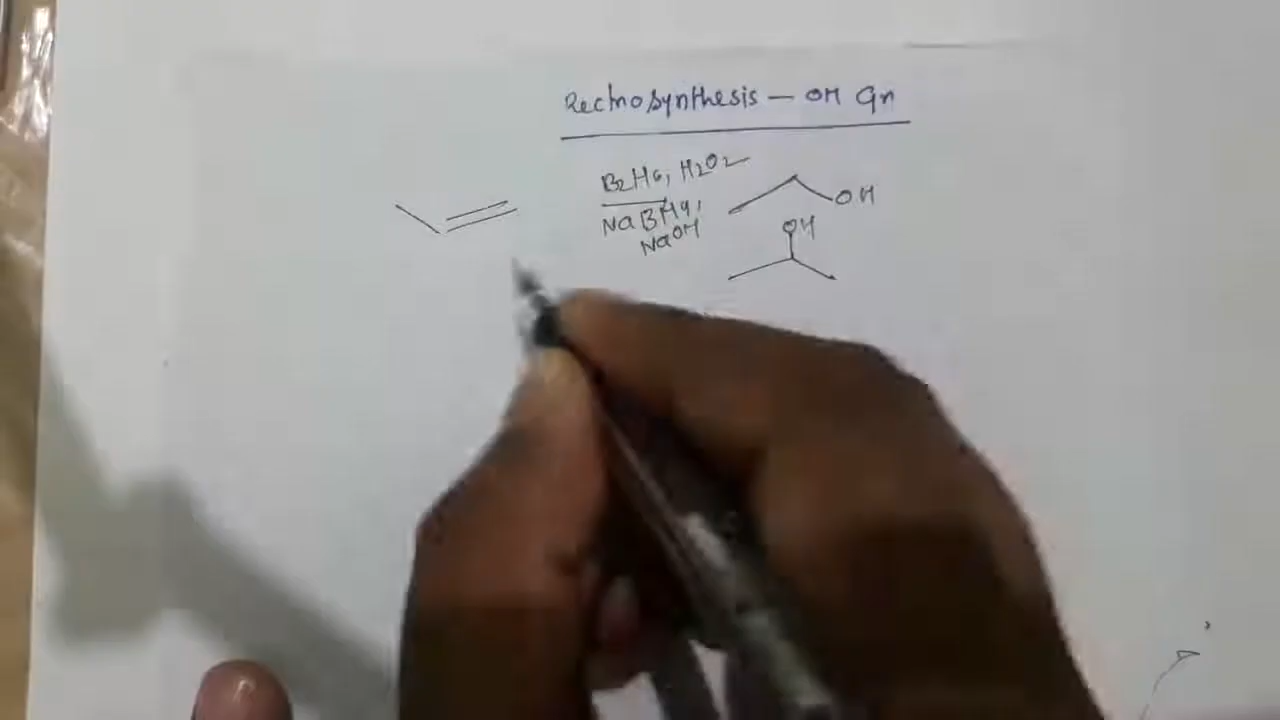 Rectrosynthesis — OH Gn
B2H6, H2O2
NaBH4,
NaOH
OH
OH